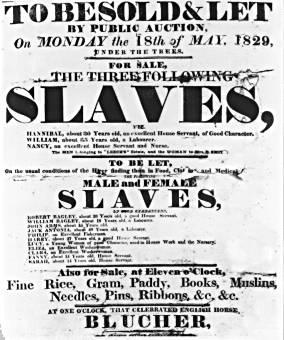 TO BE SOLD & LET
BY PUBLIC AUCTION,
On MONDAY the 18th of MAY, 1829,
UNDER THE TREES.
FOR SALE,
THE THREE FOLLOWING
SLAVES,
VIZ.
HANNIBAL, about 30 Years old, an excellent House Servant, of Good Character.
WILLIAM, about 35 Years old, a Labourer.
NANCY, an excellent House Servant and Nurse.
The MEN belonging to "LEECH'S" Estate, and the WOMAN to Mrs. D. SMIT
TO BE LET,
On the usual conditions of the Hirer finding them in Food, Clo and Medical
THE FOLLOWING
MALE and FEMALE
SLAVES,
OF GOOD CHARACTERS,
ROBERT BAGLEY, about 20 Years old, a good House Servant.
WILLIAM BAGLEY, about 18 Years old, a Labourer.
JOHN ARMS, about 18 Years old.
JACK ANTONIA, about 40 Years old, a Labourer.
PHILIP, an Excellent Fisherman.
HARRY, about 27 Years old, a good House Servant.
LUCY, a Young Woman of good Character, used to House Work and the Nursery.
ELIZA, an Excellent Washerwoman.
CLARA, an Excellent Washerwoman.
FANNY, about 14 Years old, House Servant.
SARAH, about 14 Years old, House Servant.
Also for Sale, at Eleven o'Clock,
Fine Rice, Gram, Paddy, Books, Muslins,
Needles, Pins, Ribbons, &c. &c.
AT ONE O'CLOCK, THAT CELEBRATED ENGLISH HORSE
BLUCHER,